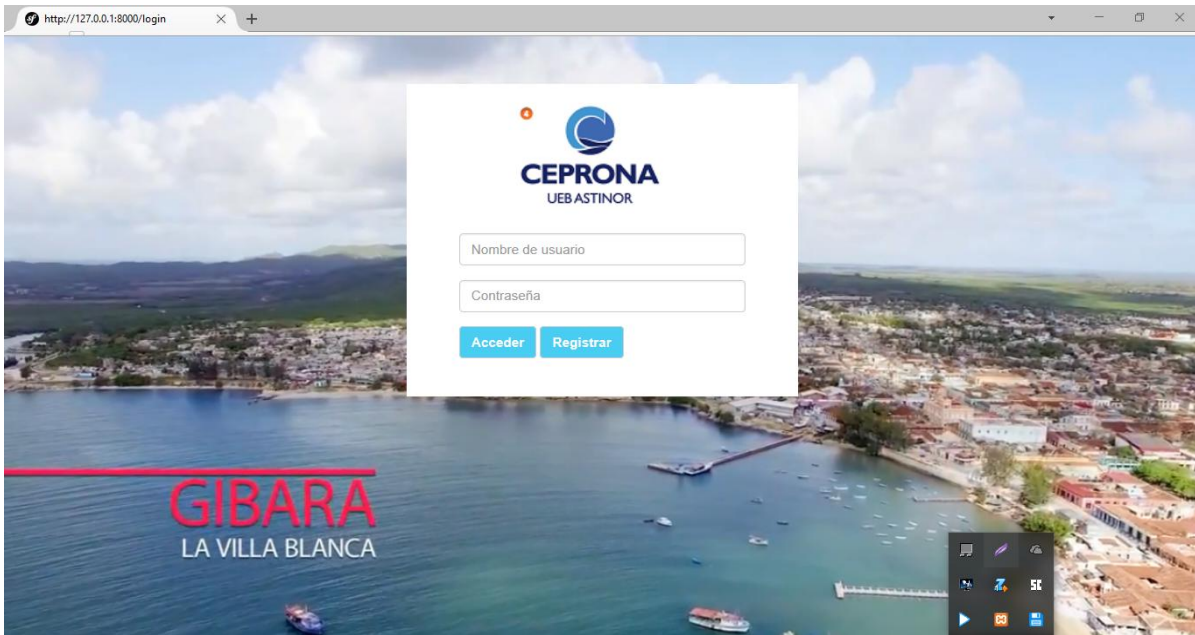 http://127.0.0.1:8000/login
4
CEPRONA
UEB ASTINOR
Nombre de usuario
Contraseña
Acceder Registrar
GIBARA
LA VILLA BLANCA